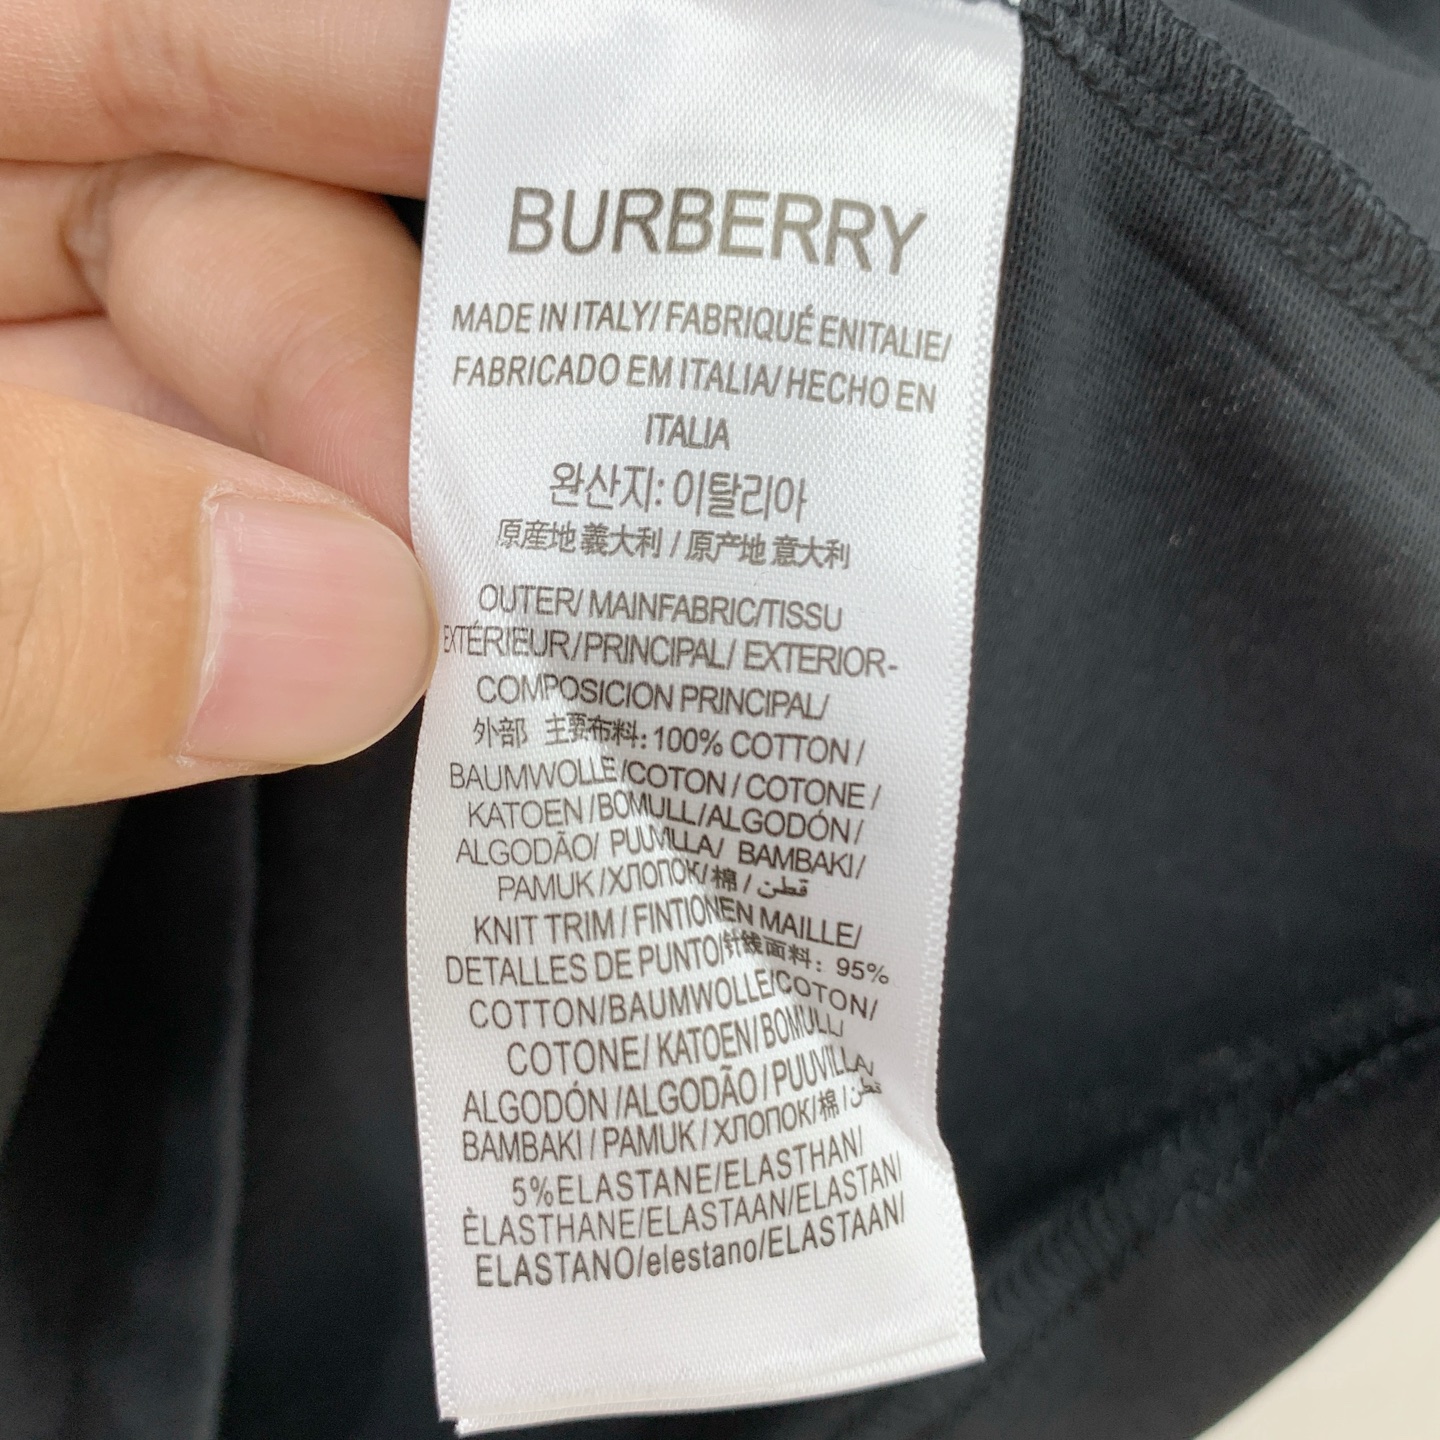 BURBERRY
MADE IN ITALY/ FABRIQUÉ ENITALIE/
FABRICADO EM ITALIA/ HECHO EN
ITALIA
완산지: 이탈리아
原産地 義大利 / 原产地 意大利
OUTER/ MAINFABRIC/TISSU
EXTÉRIEUR/PRINCIPAL/ EXTERIOR-
COMPOSICION PRINCIPAL/
外部 主要布料: 100% COTTON /
BAUMWOLLE/COTON / COTONE /
KATOEN /BOMULL/ALGODÓN/
ALGODÃO/ PUUVILLA/ BAMBAKI/
PAMUK /ХЛОПОК/ 棉 / قطن
KNIT TRIM / FINTIONEN MAILLE/
DETALLES DE PUNTO/针线面料: 95%
COTTON/BAUMWOLLE/COTON/
COTONE/ KATOEN/BOMULL/
ALGODÓN /ALGODÃO / PUUVILLA/
BAMBAKI / PAMUK / ХЛОПОК/ 棉 / قطن
5%ELASTANE/ELASTHAN/
ÈLASTHANE/ELASTAAN/ELASTAN/
ELASTANO/elestano/ELASTAAN/